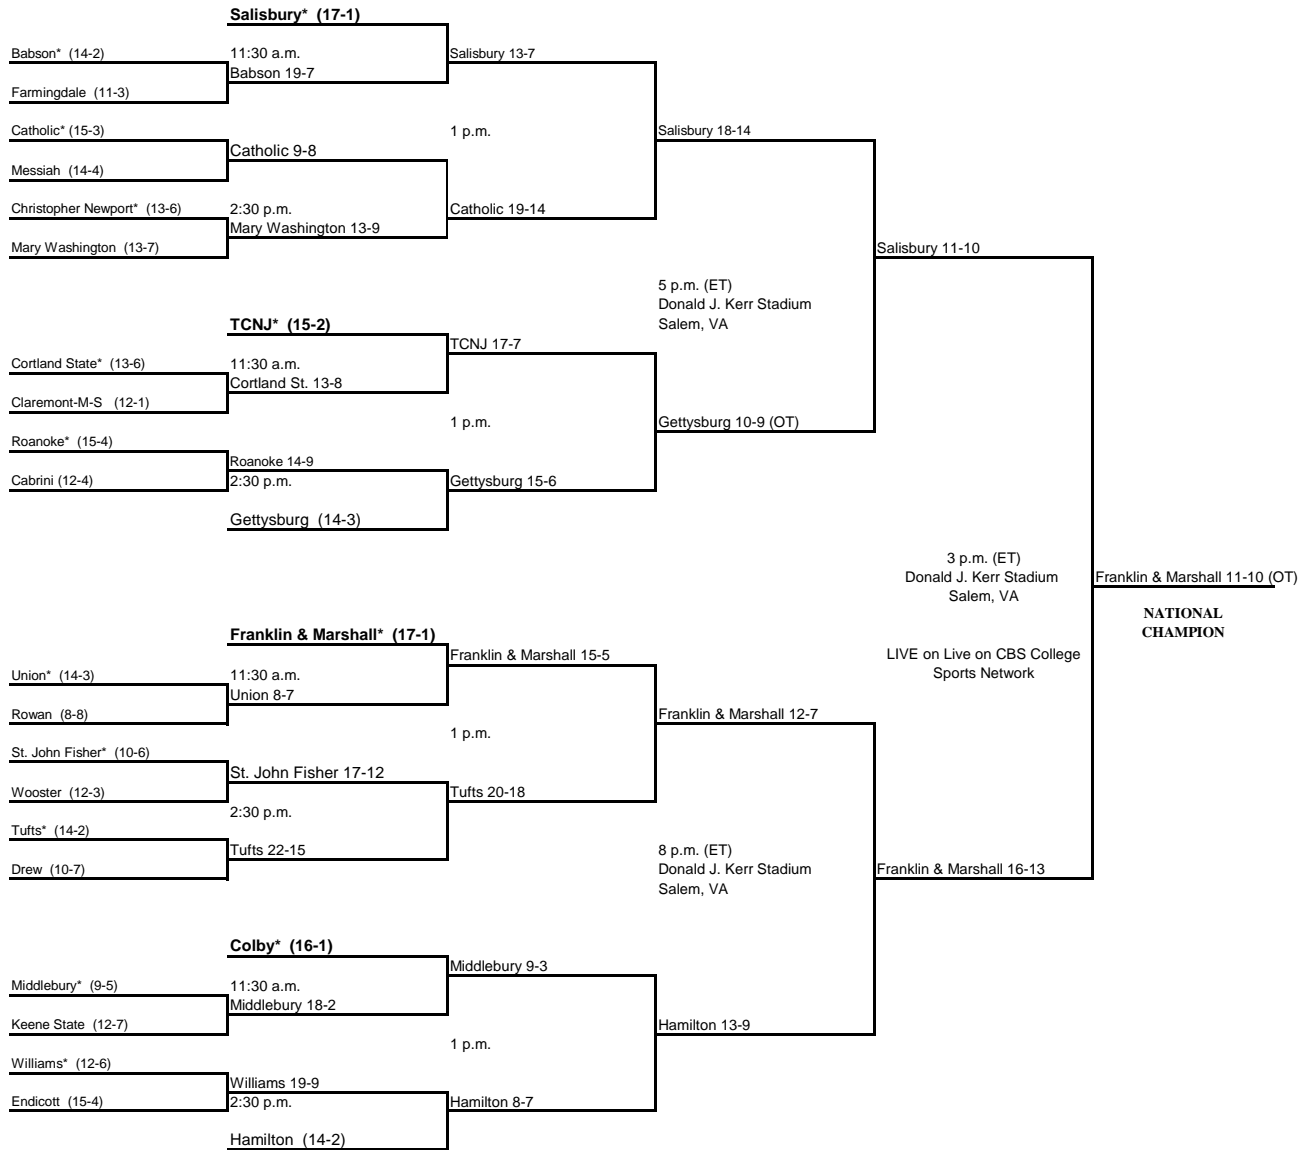 Salisbury* (17-1)
Babson* (14-2)
11:30 a.m.
Salisbury 13-7
Babson 19-7
Farmingdale (11-3)
Catholic* (15-3)
1 p.m.
Salisbury 18-14
Catholic 9-8
Messiah (14-4)
Christopher Newport* (13-6)
2:30 p.m.
Catholic 19-14
Mary Washington 13-9
Mary Washington (13-7)
Salisbury 11-10
5 p.m. (ET)
Donald J. Kerr Stadium
Salem, VA
TCNJ* (15-2)
TCNJ 17-7
Cortland State* (13-6)
11:30 a.m.
Cortland St. 13-8
Claremont-M-S (12-1)
1 p.m.
Gettysburg 10-9 (OT)
Roanoke* (15-4)
Roanoke 14-9
Cabrini (12-4)
2:30 p.m.
Gettysburg 15-6
Gettysburg (14-3)
3 p.m. (ET)
Donald J. Kerr Stadium
Salem, VA
Franklin & Marshall 11-10 (OT)
NATIONAL
CHAMPION
Franklin & Marshall* (17-1)
Franklin & Marshall 15-5
LIVE on Live on CBS College
Sports Network
Union* (14-3)
11:30 a.m.
Union 8-7
Rowan (8-8)
Franklin & Marshall 12-7
1 p.m.
St. John Fisher* (10-6)
St. John Fisher 17-12
Wooster (12-3)
Tufts 20-18
2:30 p.m.
Tufts* (14-2)
Tufts 22-15
Drew (10-7)
8 p.m. (ET)
Donald J. Kerr Stadium
Salem, VA
Franklin & Marshall 16-13
Colby* (16-1)
Middlebury 9-3
Middlebury* (9-5)
11:30 a.m.
Middlebury 18-2
Keene State (12-7)
Hamilton 13-9
1 p.m.
Williams* (12-6)
Williams 19-9
Endicott (15-4)
2:30 p.m.
Hamilton 8-7
Hamilton (14-2)